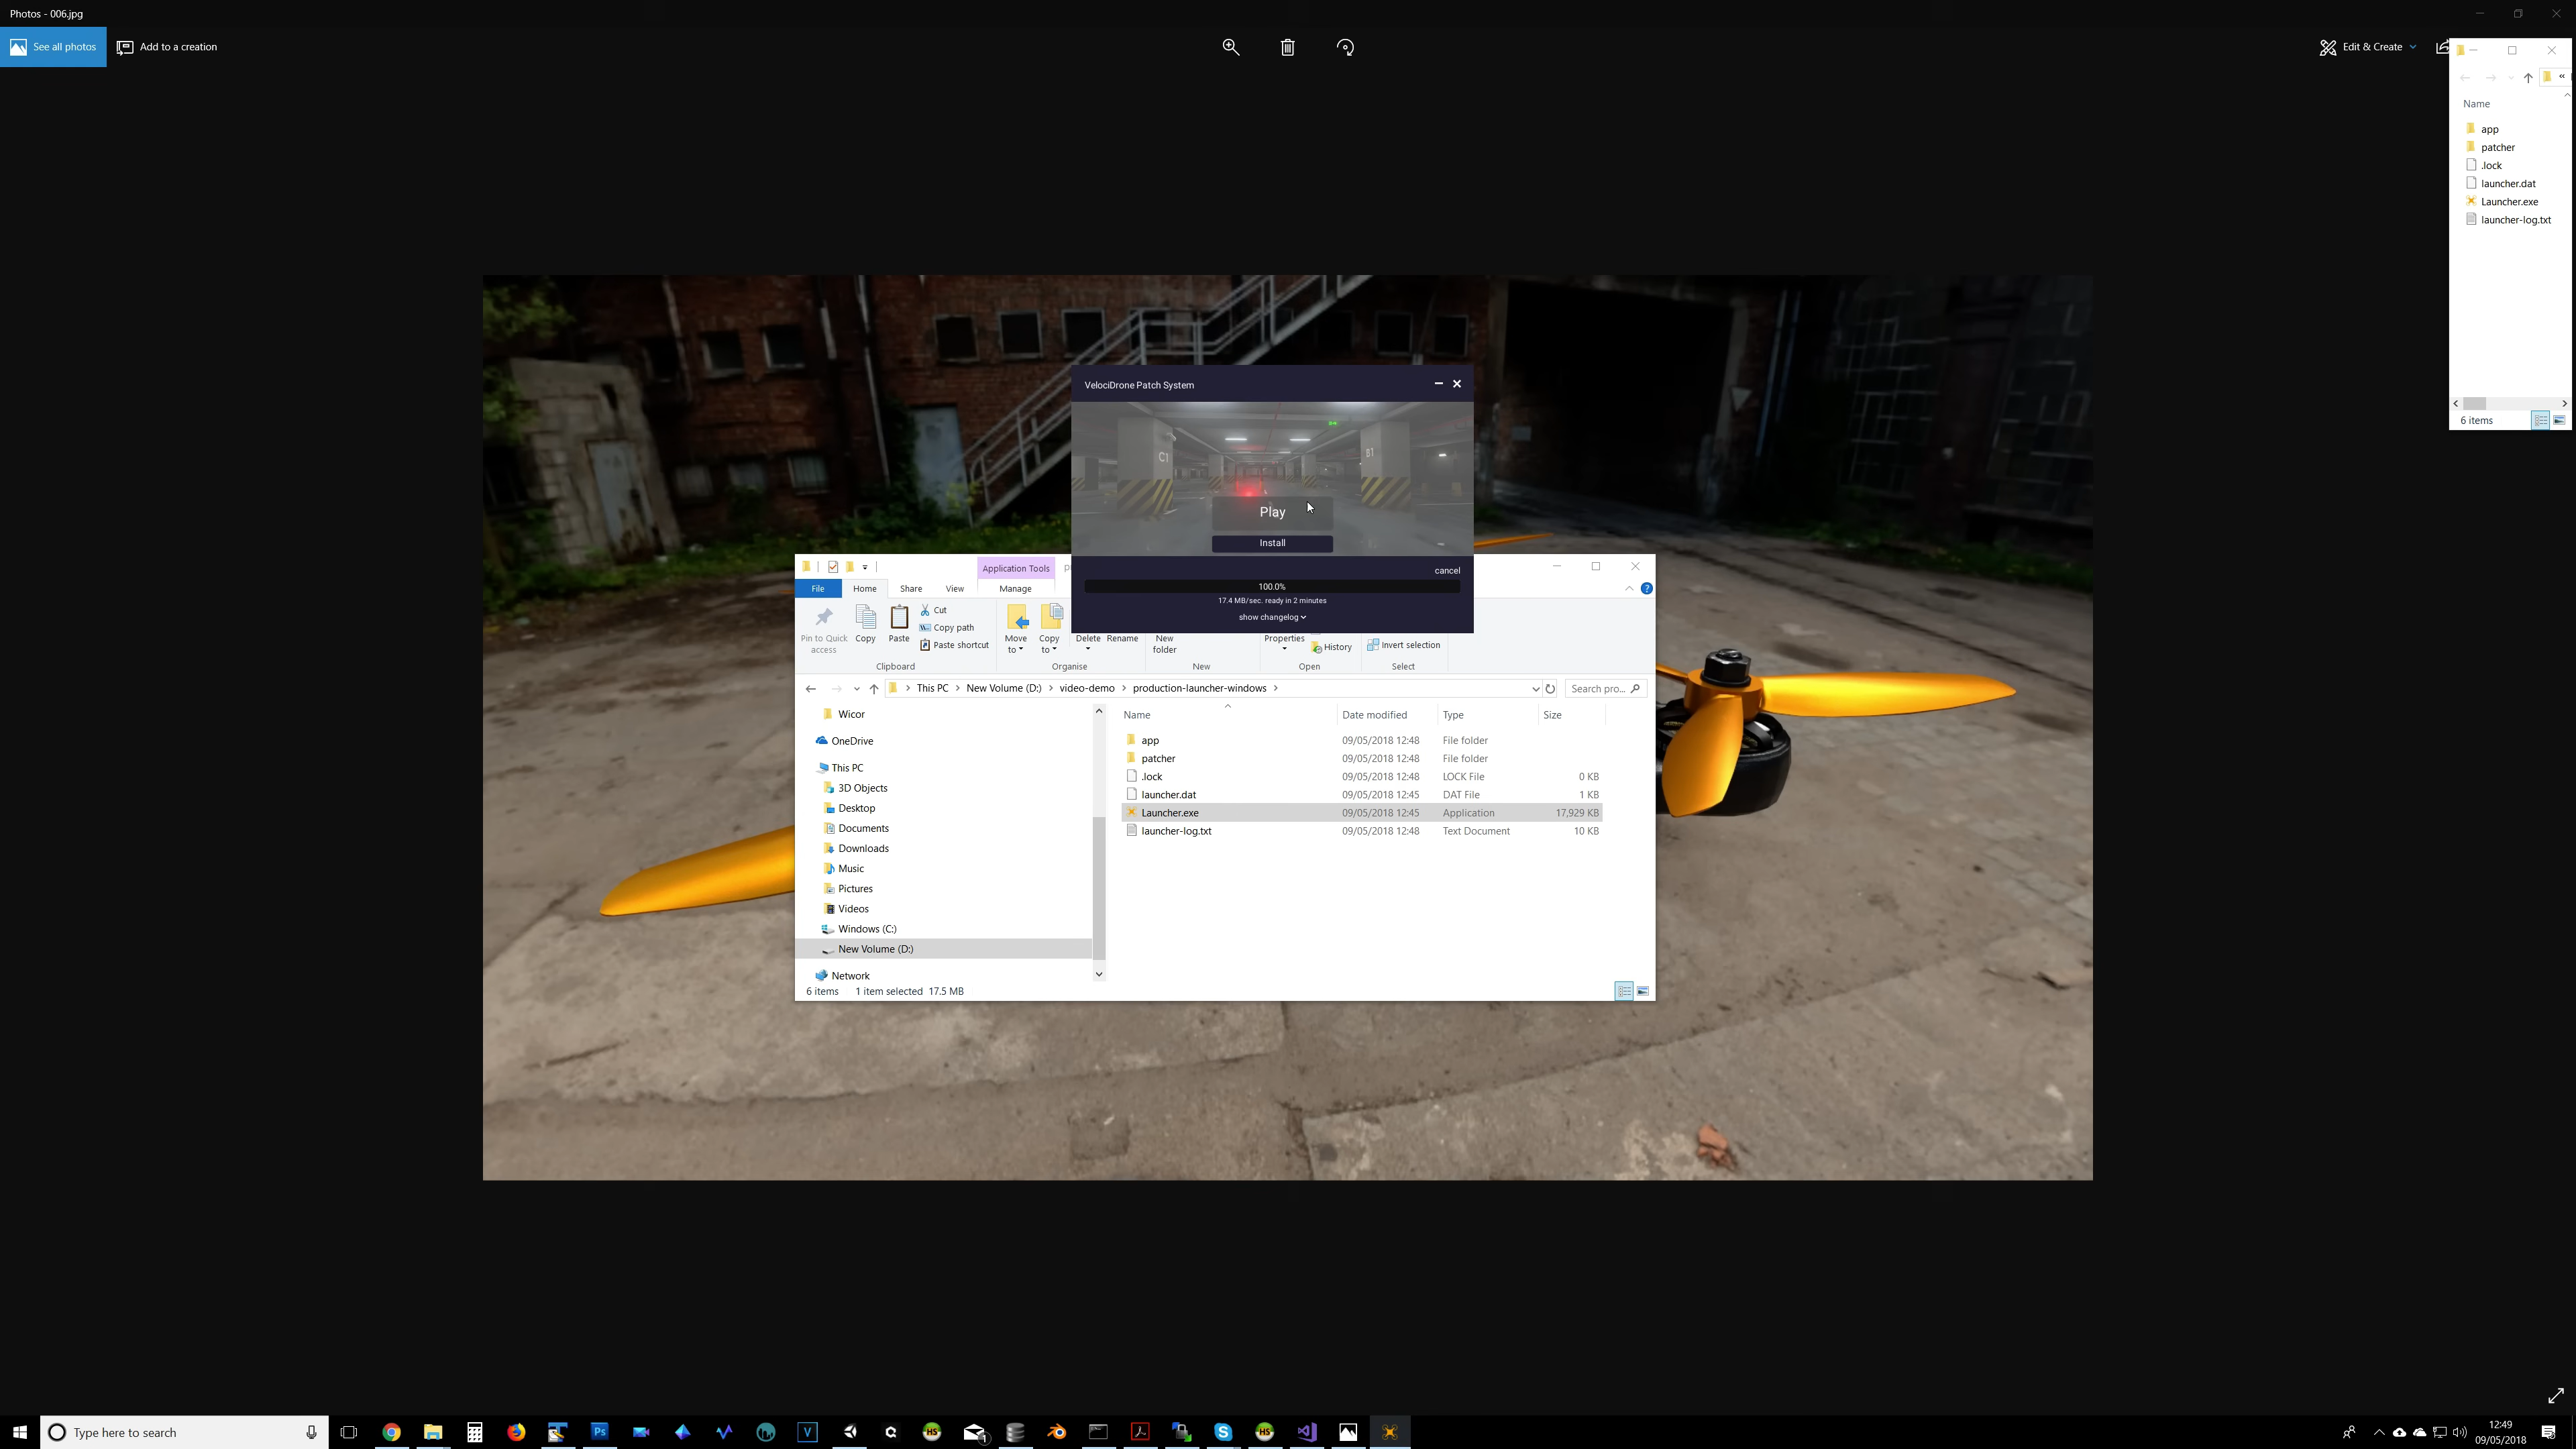 Photos - 006.jpg
See all photos
Add to a creation
Edit & Create
Name
app
patcher
.lock
launcher.dat
Launcher.exe
launcher-log.txt
6 items
VelociDrone Patch System
C1
B1
Play
Install
cancel
100.0%
17.4 MB/sec. ready in 2 minutes
show changelog
Application Tools
File Home Share View Manage
Pin to Quick access
Copy
Paste
Cut
Copy path
Paste shortcut
Move to
Copy to
Delete
Rename
New folder
Properties
History
Invert selection
Clipboard Organise New Open Select
This PC > New Volume (D:) > video-demo > production-launcher-windows >
Search pro...
Wicor
OneDrive
This PC
3D Objects
Desktop
Documents
Downloads
Music
Pictures
Videos
Windows (C:)
New Volume (D:)
Network
Name Date modified Type Size
app 09/05/2018 12:48 File folder
patcher 09/05/2018 12:48 File folder
.lock 09/05/2018 12:48 LOCK File 0 KB
launcher.dat 09/05/2018 12:45 DAT File 1 KB
Launcher.exe 09/05/2018 12:45 Application 17,929 KB
launcher-log.txt 09/05/2018 12:48 Text Document 10 KB
6 items 1 item selected 17.5 MB
Type here to search
Ps
V
HS
1
HS
12:49
09/05/2018